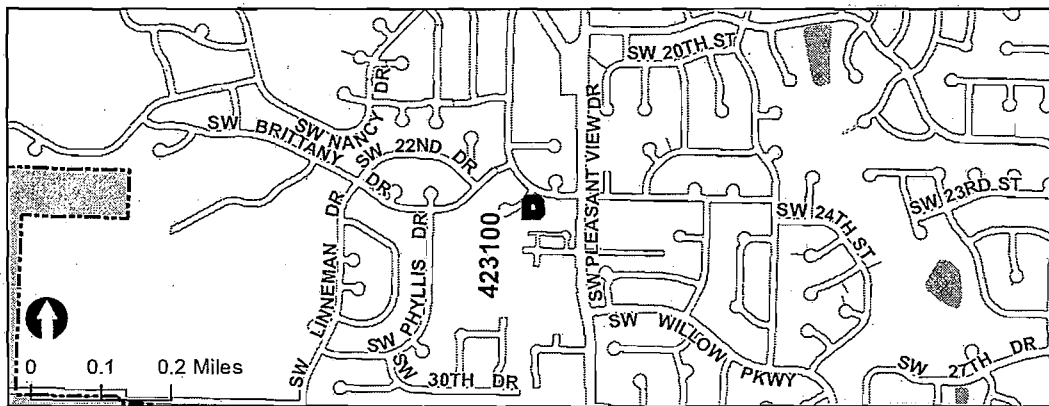 SW 20TH ST
SW NANCY DR
SW BRITTANY DR
SW 22ND DR
SW PLEASANT VIEW DR
SW 23RD ST
SW 24TH ST
423100
SW LINNEMAN DR
SW PHYLLIS DR
SW WILLOW PKWY
SW 27TH DR
SW 30TH DR
0 0.1 0.2 Miles